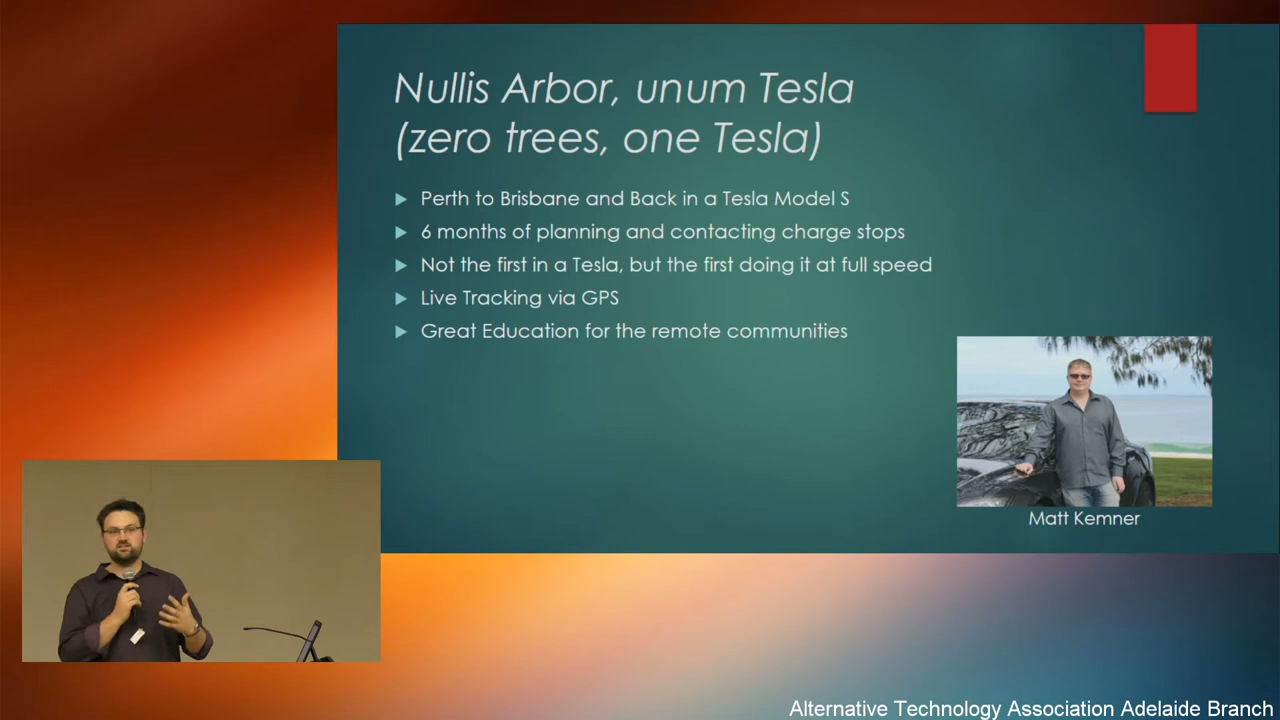 Nullis Arbor, unum Tesla
(zero trees, one Tesla)
Perth to Brisbane and Back in a Tesla Model S
6 months of planning and contacting charge stops
Not the first in a Tesla, but the first doing it at full speed
Live Tracking via GPS
Great Education for the remote communities
Matt Kemner
Alternative Technology Association Adelaide Branch